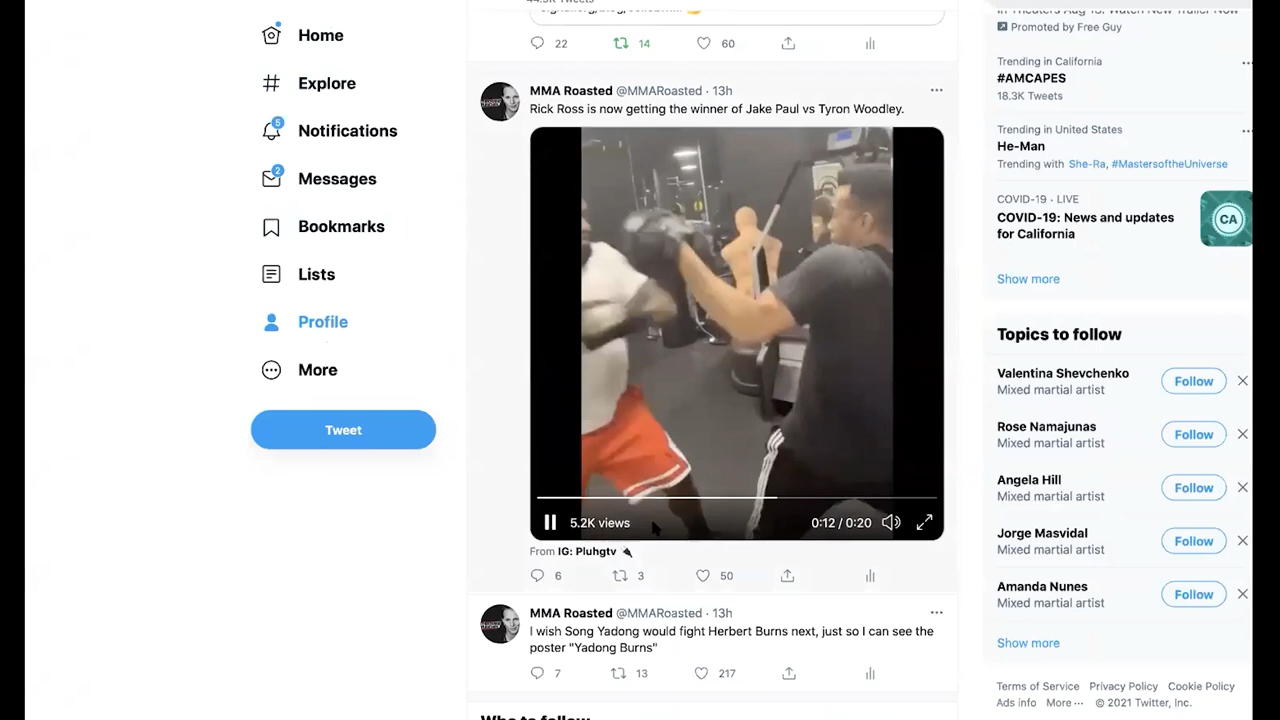 Home
Explore
5
Notifications
2
Messages
Bookmarks
Lists
Profile
More
Tweet
22
14
60
MMA Roasted @MMARoasted · 13h
Rick Ross is now getting the winner of Jake Paul vs Tyron Woodley.
5.2K views
0:12 / 0:20
From IG: Pluhgtv
6
3
50
MMA Roasted @MMARoasted · 13h
I wish Song Yadong would fight Herbert Burns next, just so I can see the
poster "Yadong Burns"
7
13
217
Promoted by Free Guy
Trending in California
#AMCAPES
18.3K Tweets
Trending in United States
He-Man
Trending with She-Ra, #MastersoftheUniverse
COVID-19 · LIVE
COVID-19: News and updates
for California
CA
Show more
Topics to follow
Valentina Shevchenko
Mixed martial artist
Follow
Rose Namajunas
Mixed martial artist
Follow
Angela Hill
Mixed martial artist
Follow
Jorge Masvidal
Mixed martial artist
Follow
Amanda Nunes
Mixed martial artist
Follow
Show more
Terms of Service Privacy Policy Cookie Policy
Ads info More ··· © 2021 Twitter, Inc.